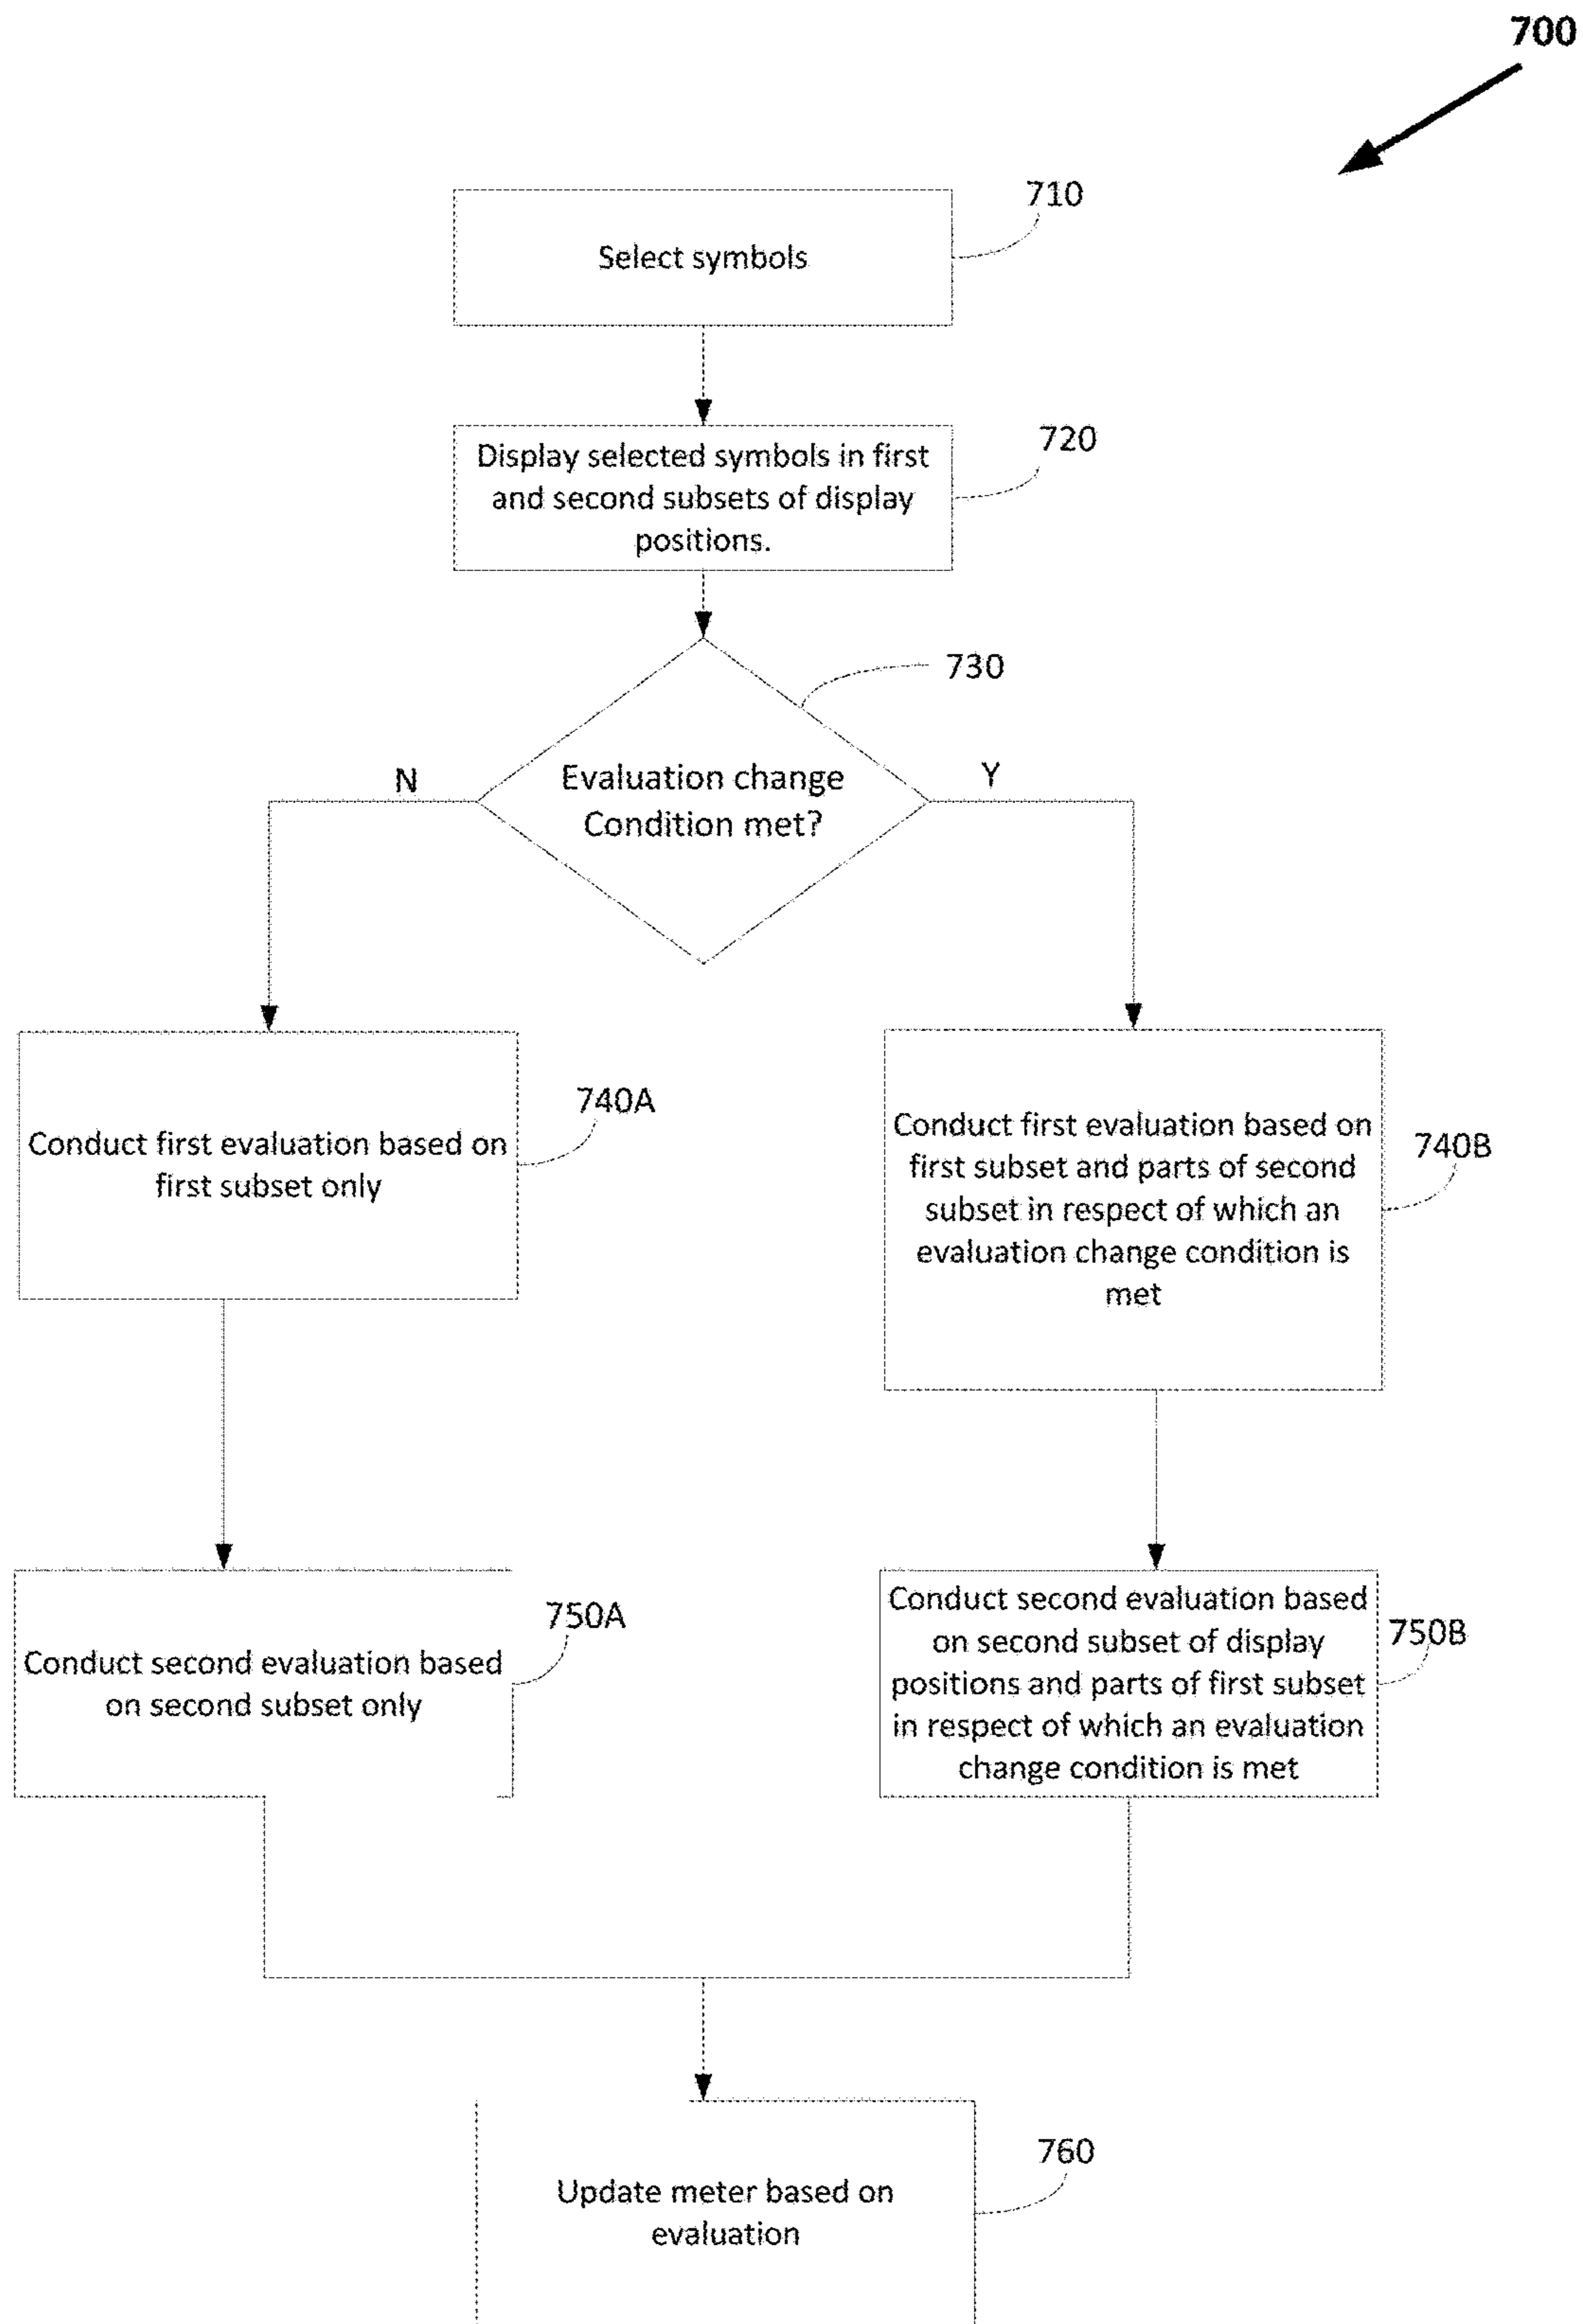 700
710
Select symbols
720
Display selected symbols in first
and second subsets of display
positions.
730
N
Y
Evaluation change
Condition met?
740A
Conduct first evaluation based on
first subset only
740B
Conduct first evaluation based on
first subset and parts of second
subset in respect of which an
evaluation change condition is
met
750A
Conduct second evaluation based
on second subset only
750B
Conduct second evaluation based
on second subset of display
positions and parts of first subset
in respect of which an evaluation
change condition is met
760
Update meter based on
evaluation